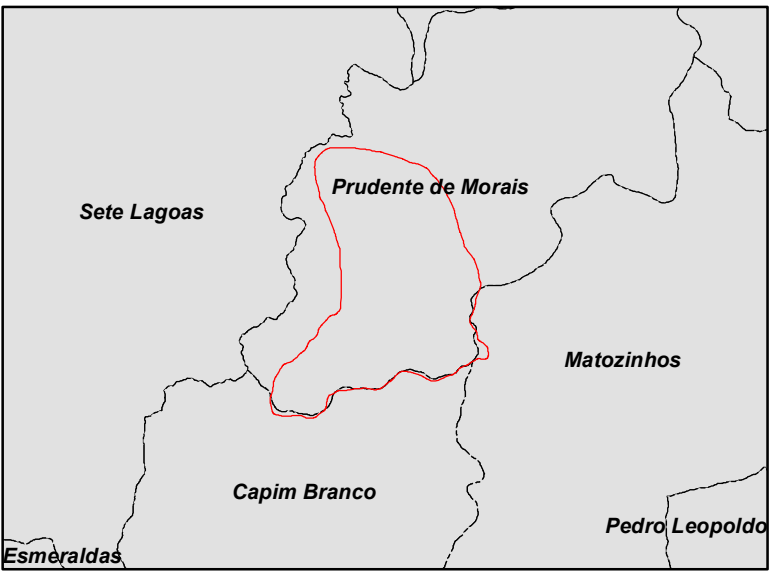 Prudente de Morais
Sete Lagoas
Matozinhos
Capim Branco
Pedro Leopoldo
Esmeraldas